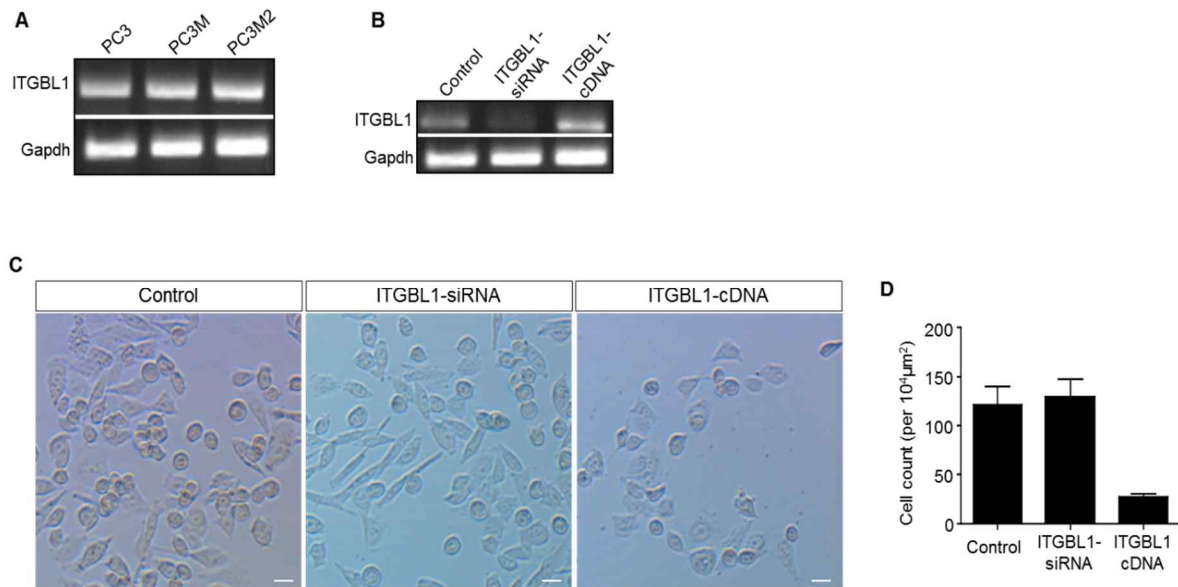 A
PC3
PC3M
PC3M2
ITGBL1
Gapdh
B
Control
ITGBL1-
siRNA
ITGBL1-
cDNA
ITGBL1
Gapdh
C
Control
ITGBL1-siRNA
ITGBL1-cDNA
D
Cell count (per 10⁴µm²)
200
150
100
50
0
Control
ITGBL1-
siRNA
ITGBL1
cDNA